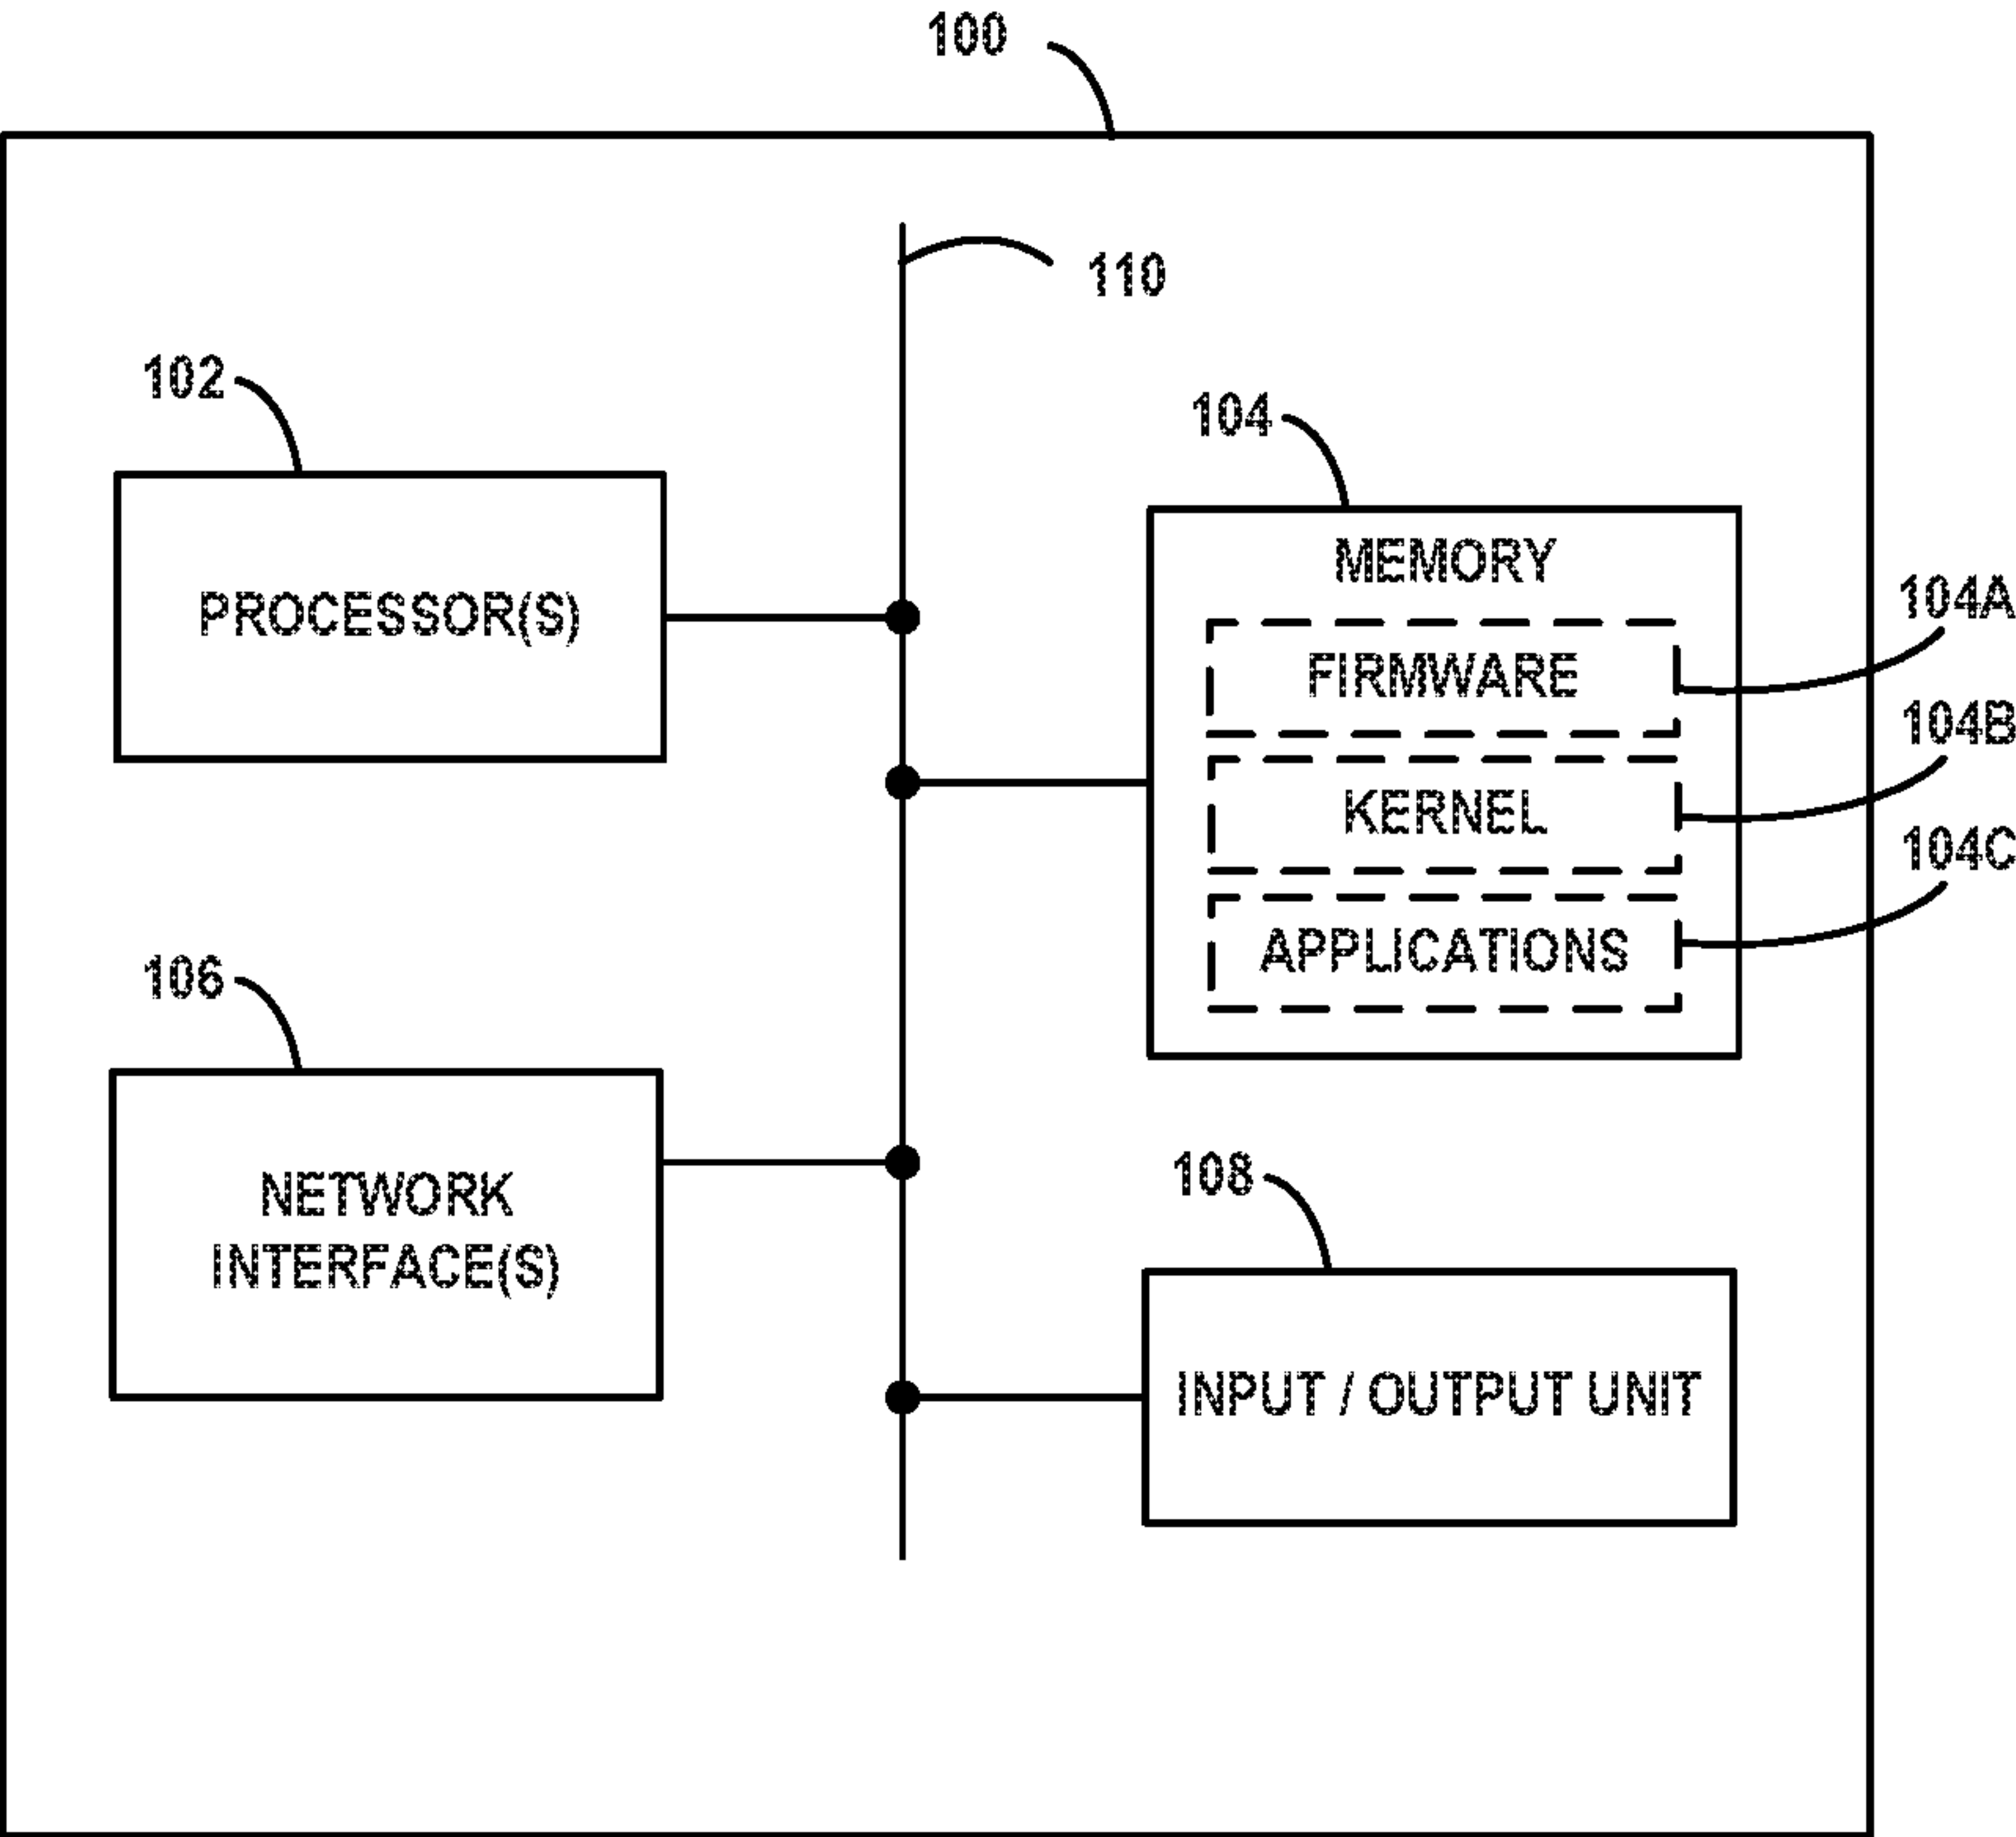 100
110
102
PROCESSOR(S)
104
MEMORY
FIRMWARE
104A
KERNEL
104B
APPLICATIONS
104C
106
NETWORK
INTERFACE(S)
108
INPUT / OUTPUT UNIT